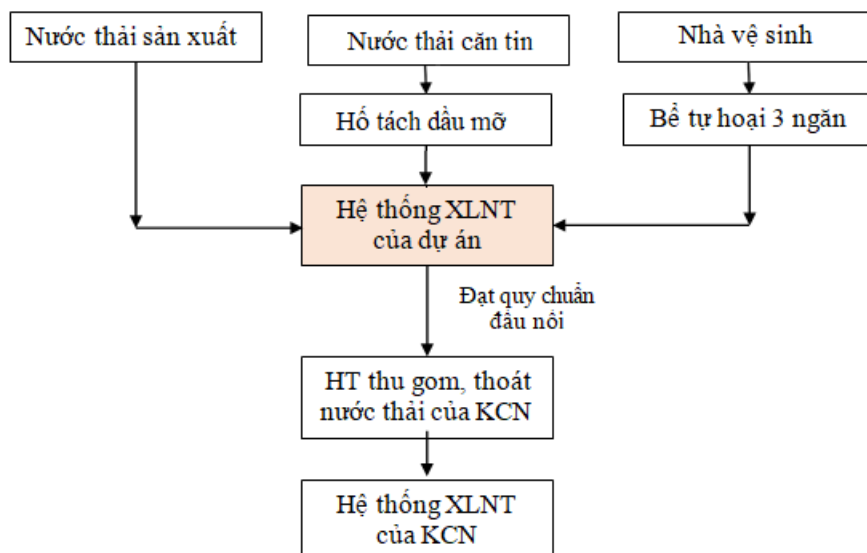 Nước thải sản xuất
Nước thải căn tin
Nhà vệ sinh
Hố tách dầu mỡ
Bể tự hoại 3 ngăn
Hệ thống XLNT
của dự án
Đạt quy chuẩn
đấu nối
HT thu gom, thoát
nước thải của KCN
Hệ thống XLNT
của KCN